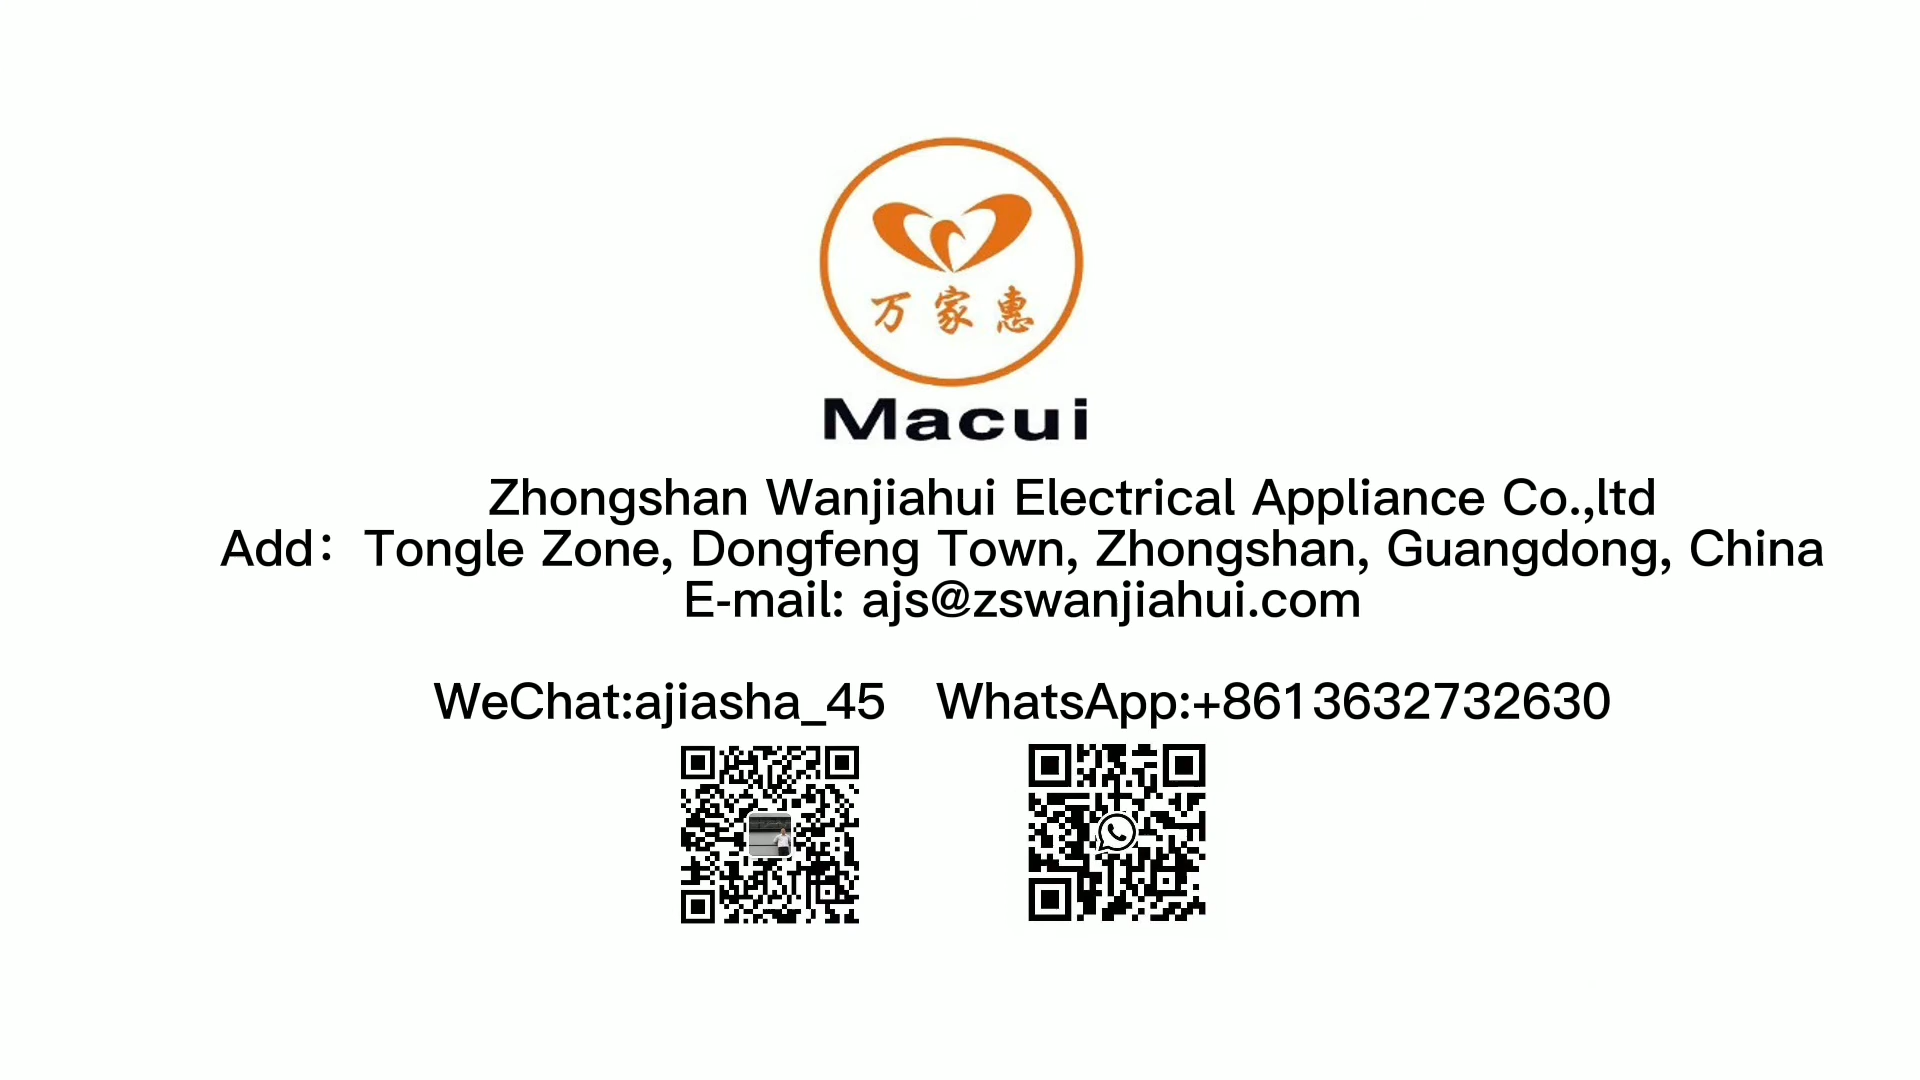 万家惠
Macui
Zhongshan Wanjiahui Electrical Appliance Co.,ltd
Add：Tongle Zone, Dongfeng Town, Zhongshan, Guangdong, China
E-mail: ajs@zswanjiahui.com
WeChat:ajiasha_45 WhatsApp:+8613632732630